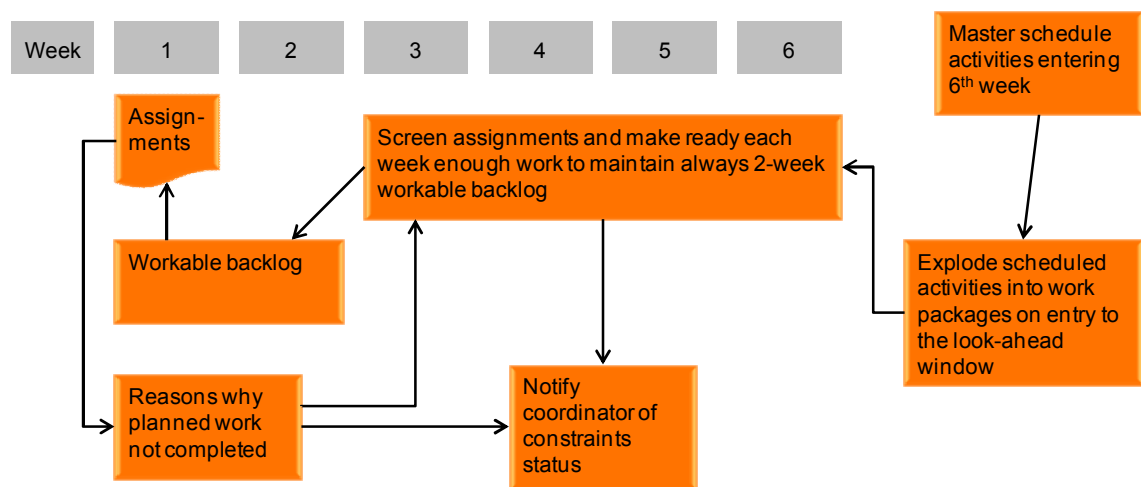 Week 1 2 3 4 5 6
Master schedule
activities entering
6th week
Assign-
ments
Screen assignments and make ready each
week enough work to maintain always 2-week
workable backlog
Workable backlog
Explode scheduled
activities into work
packages on entry to
the look-ahead
window
Reasons why
planned work
not completed
Notify
coordinator of
constraints
status